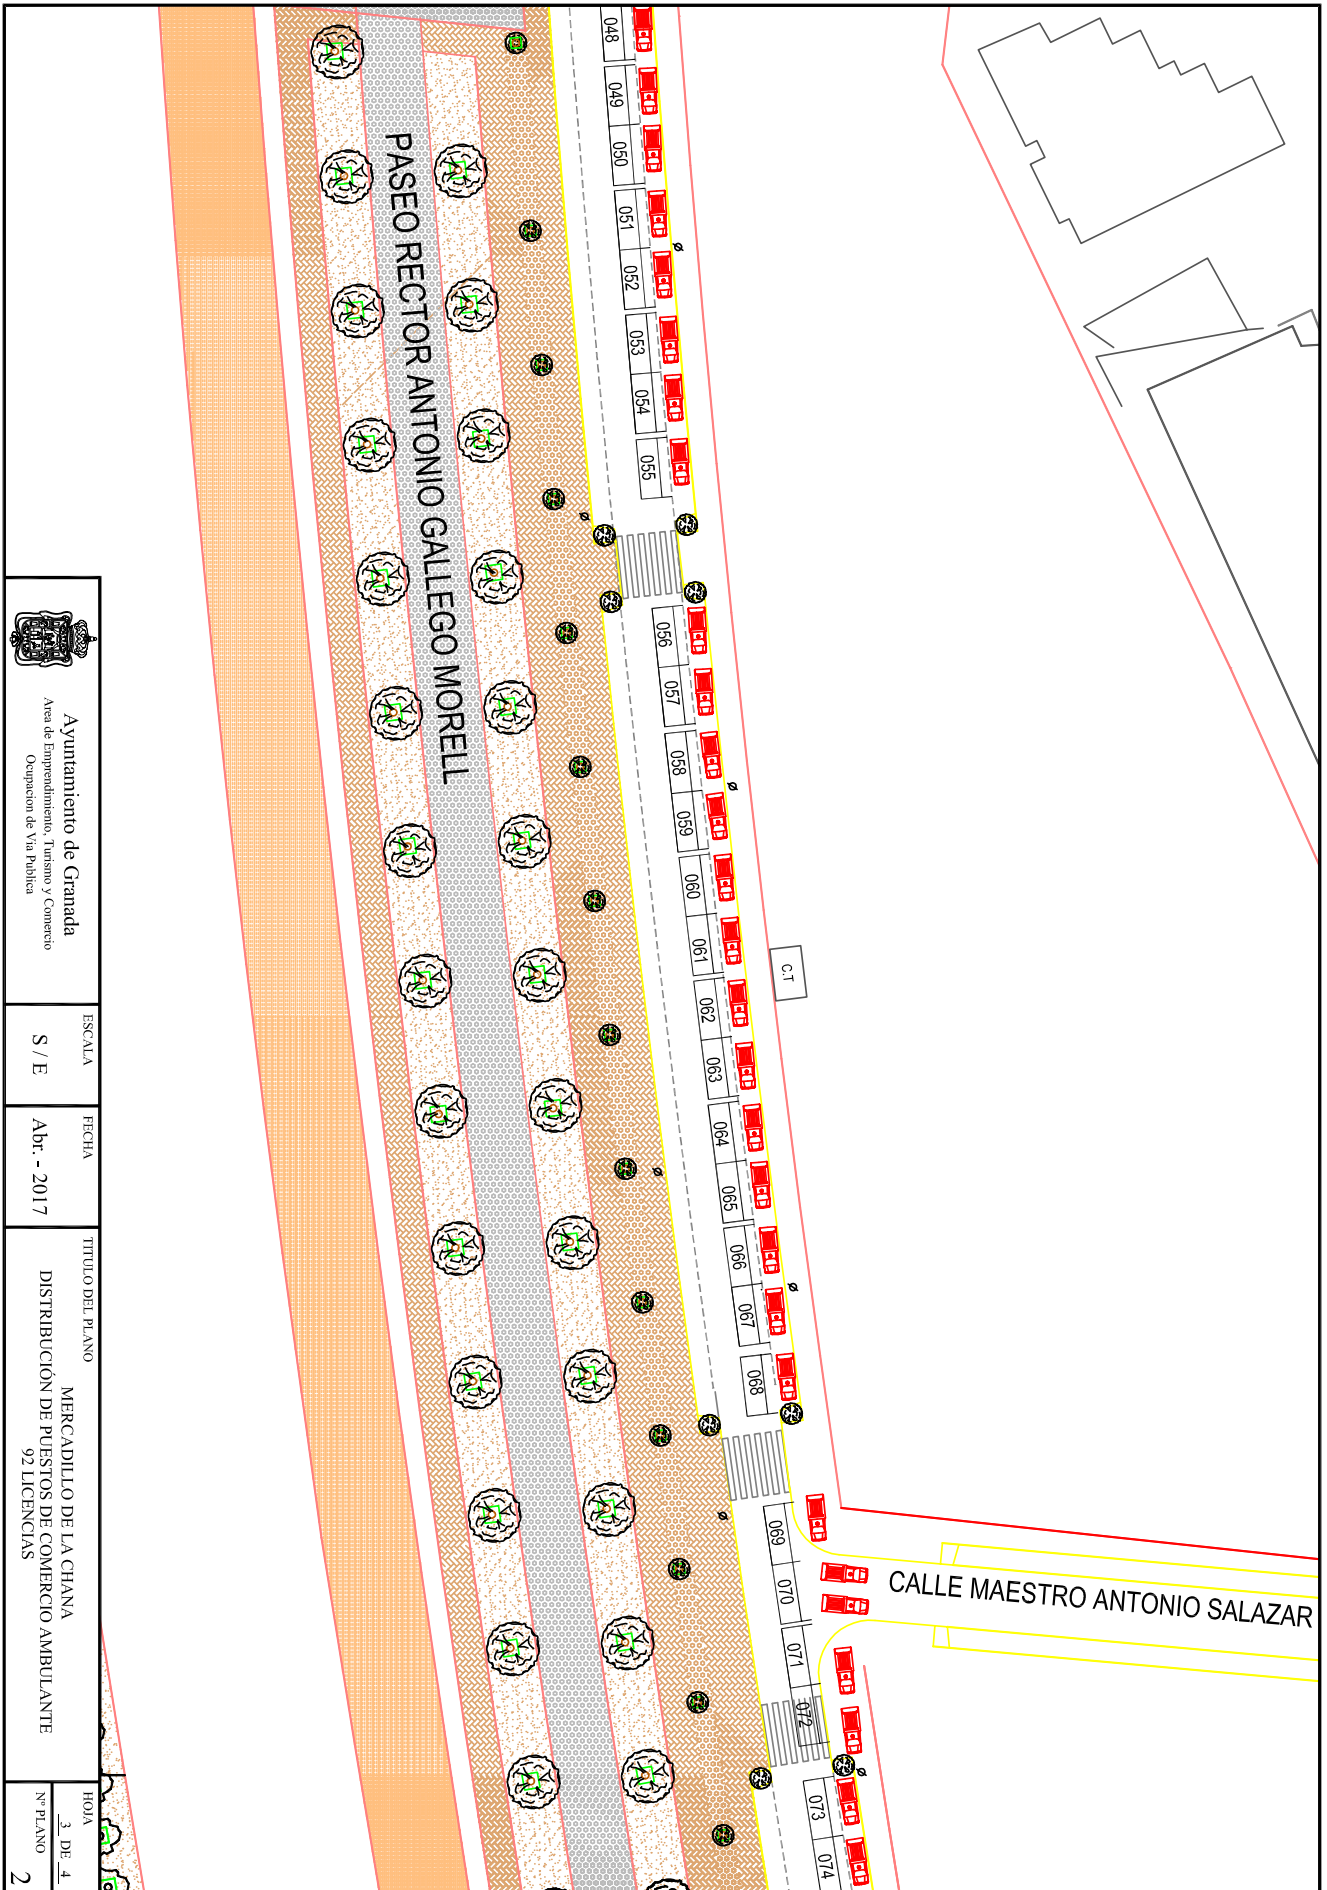 048
049
050
051
052
053
054
055
056
057
058
059
060
061
062
063
064
065
066
067
068
069
070
071
072
073
074
PASEO RECTOR ANTONIO GALLEGO MORELL
C.T
CALLE MAESTRO ANTONIO SALAZAR
Ayuntamiento de Granada
Area de Emprendimiento, Turismo y Comercio
Ocupacion de Via Publica
ESCALA
S / E
FECHA
Abr. - 2017
TITULO DEL PLANO
MERCADILLO DE LA CHANA
DISTRIBUCIÓN DE PUESTOS DE COMERCIO AMBULANTE
92 LICENCIAS
HOJA
3 DE 4
Nº PLANO
2